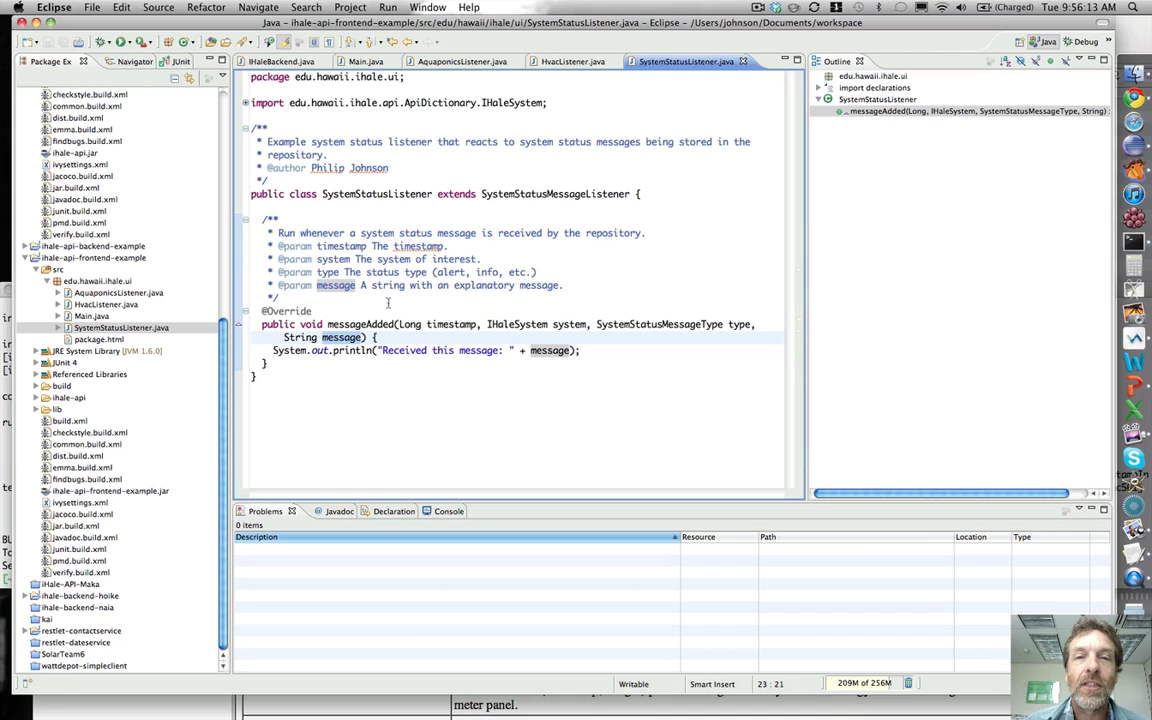 Eclipse File Edit Source Refactor Navigate Search Project Run Window Help
(Charged) Tue 9:56:13 AM
Java – ihale-api-frontend-example/src/edu/hawaii/ihale/ui/SystemStatusListener.java – Eclipse – /Users/johnson/Documents/workspace
Java Debug
Package Ex Navigator JUnit
IHaleBackend.java Main.java AquaponicsListener.java HvacListener.java SystemStatusListener.java
Outline
checkstyle.build.xml
common.build.xml
dist.build.xml
emma.build.xml
findbugs.build.xml
ihale-api.jar
ivysettings.xml
jacoco.build.xml
jar.build.xml
javadoc.build.xml
junit.build.xml
pmd.build.xml
verify.build.xml
ihale-api-backend-example
ihale-api-frontend-example
src
edu.hawaii.ihale.ui
AquaponicsListener.java
HvacListener.java
Main.java
SystemStatusListener.java
package.html
JRE System Library [JVM 1.6.0]
JUnit 4
Referenced Libraries
build
ihale-api
lib
build.xml
checkstyle.build.xml
common.build.xml
dist.build.xml
emma.build.xml
findbugs.build.xml
ihale-api-frontend-example.jar
ivysettings.xml
jacoco.build.xml
jar.build.xml
javadoc.build.xml
junit.build.xml
pmd.build.xml
verify.build.xml
iHale-API-Maka
ihale-backend-hoike
ihale-backend-naia
kai
restlet-contactservice
restlet-dateservice
SolarTeam6
wattdepot-simpleclient
package edu.hawaii.ihale.ui;
import edu.hawaii.ihale.api.ApiDictionary.IHaleSystem;
/**
* Example system status listener that reacts to system status messages being stored in the
* repository.
* @author Philip Johnson
*/
public class SystemStatusListener extends SystemStatusMessageListener {
/**
* Run whenever a system status message is received by the repository.
* @param timestamp The timestamp.
* @param system The system of interest.
* @param type The status type (alert, info, etc.)
* @param message A string with an explanatory message.
*/
@Override
public void messageAdded(Long timestamp, IHaleSystem system, SystemStatusMessageType type,
String message) {
System.out.println("Received this message: " + message);
}
}
edu.hawaii.ihale.ui
import declarations
SystemStatusListener
messageAdded(Long, IHaleSystem, SystemStatusMessageType, String)
Problems Javadoc Declaration Console
0 items
Description Resource Path Location Type
Writable Smart Insert 23 : 21 209M of 256M
meter panel.